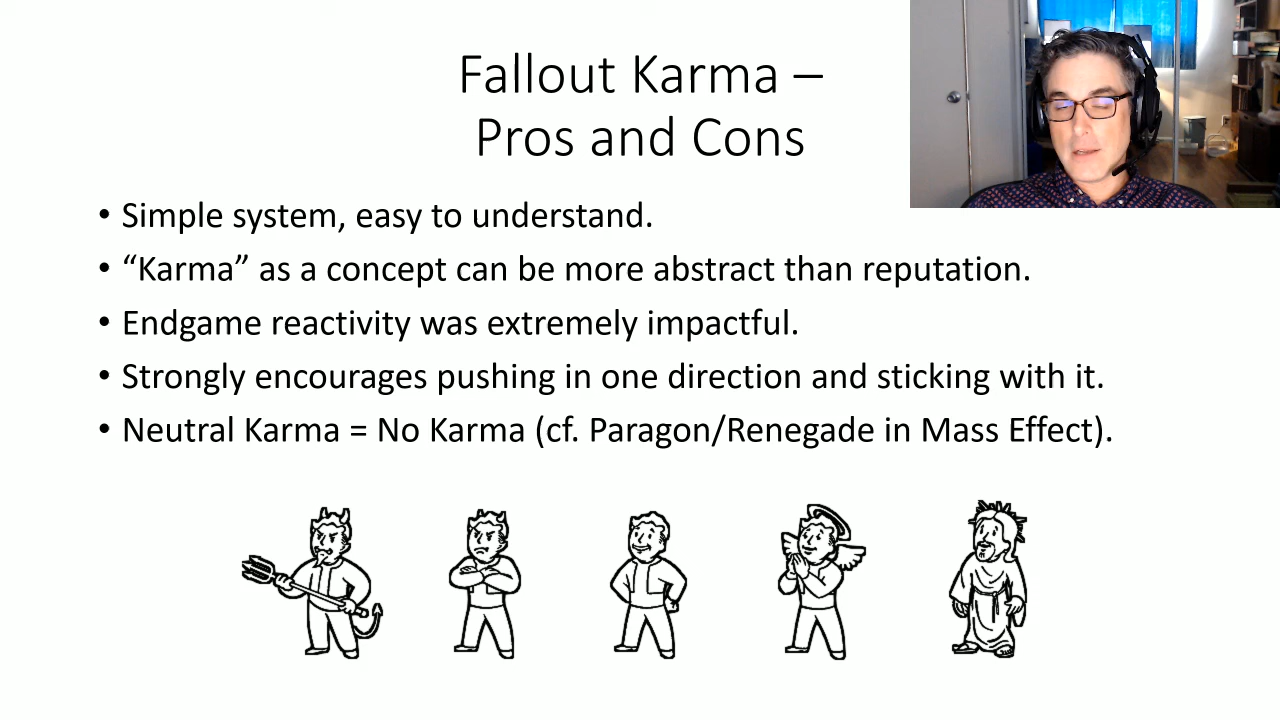 Fallout Karma –
Pros and Cons
• Simple system, easy to understand.
• “Karma” as a concept can be more abstract than reputation.
• Endgame reactivity was extremely impactful.
• Strongly encourages pushing in one direction and sticking with it.
• Neutral Karma = No Karma (cf. Paragon/Renegade in Mass Effect).